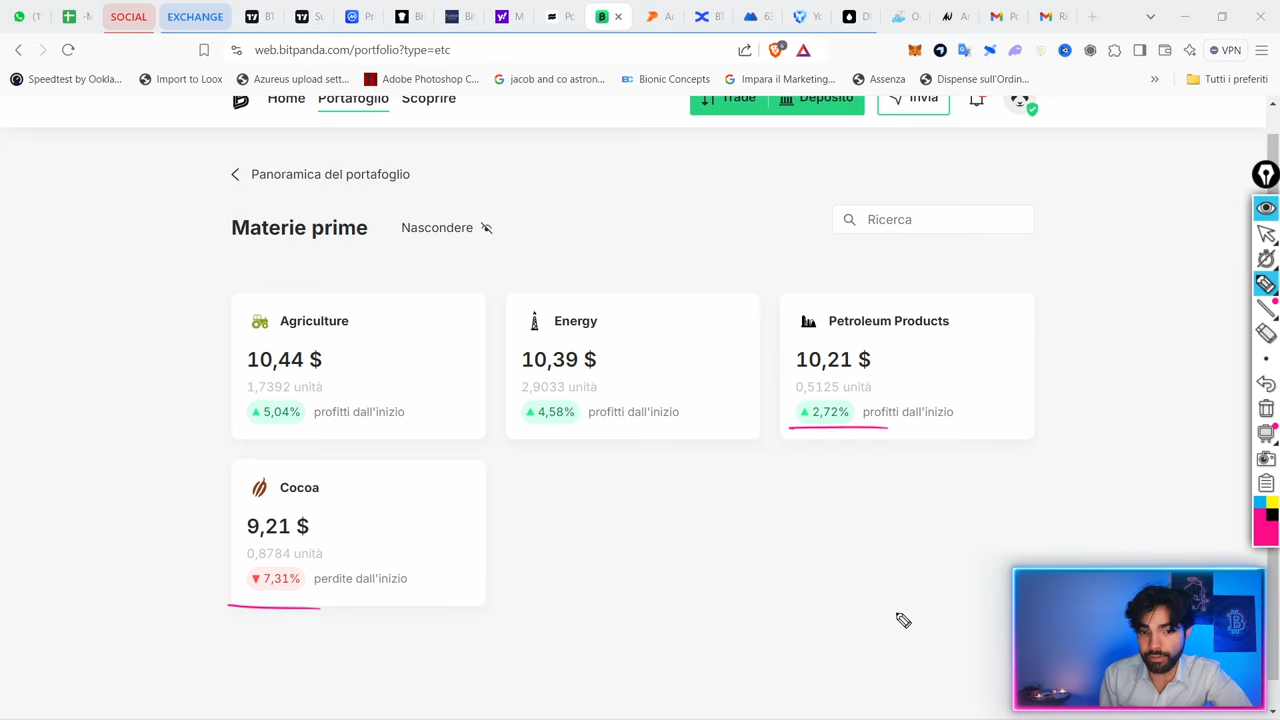 SOCIAL EXCHANGE
web.bitpanda.com/portfolio?type=etc
VPN
Speedtest by Ookla... Import to Loox Azureus upload sett... Adobe Photoshop C... jacob and co astron... Bionic Concepts Impara il Marketing... Assenza Dispense sull'Ordin... » Tutti i preferiti
Home Portafoglio Scoprire Trade Deposito Invia
Panoramica del portafoglio
Materie prime Nascondere Ricerca
Agriculture
10,44 $
1,7392 unità
5,04% profitti dall'inizio
Energy
10,39 $
2,9033 unità
4,58% profitti dall'inizio
Petroleum Products
10,21 $
0,5125 unità
2,72% profitti dall'inizio
Cocoa
9,21 $
0,8784 unità
7,31% perdite dall'inizio